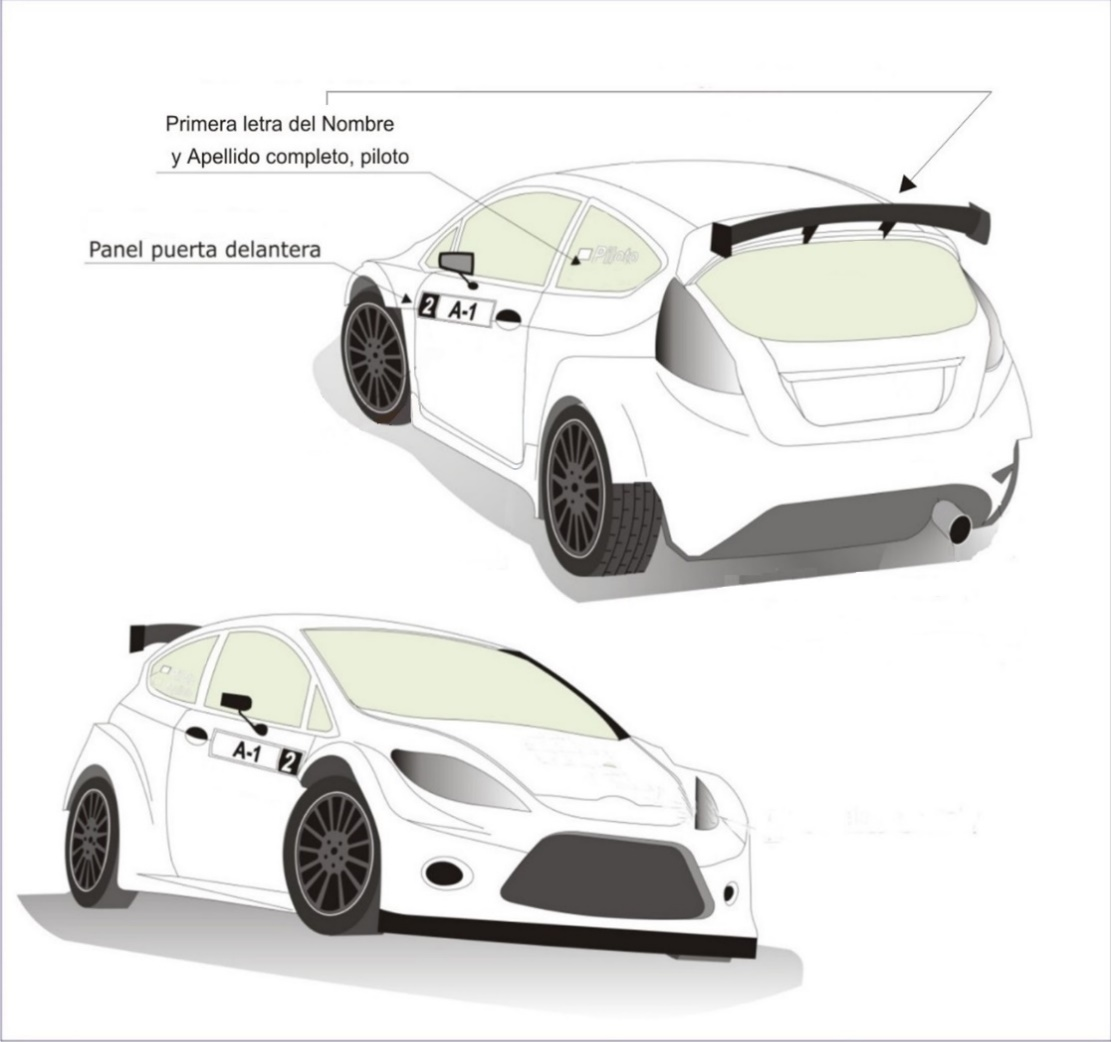 Primera letra del Nombre
y Apellido completo, piloto
Panel puerta delantera
Piloto
2 A-1
A-1 2